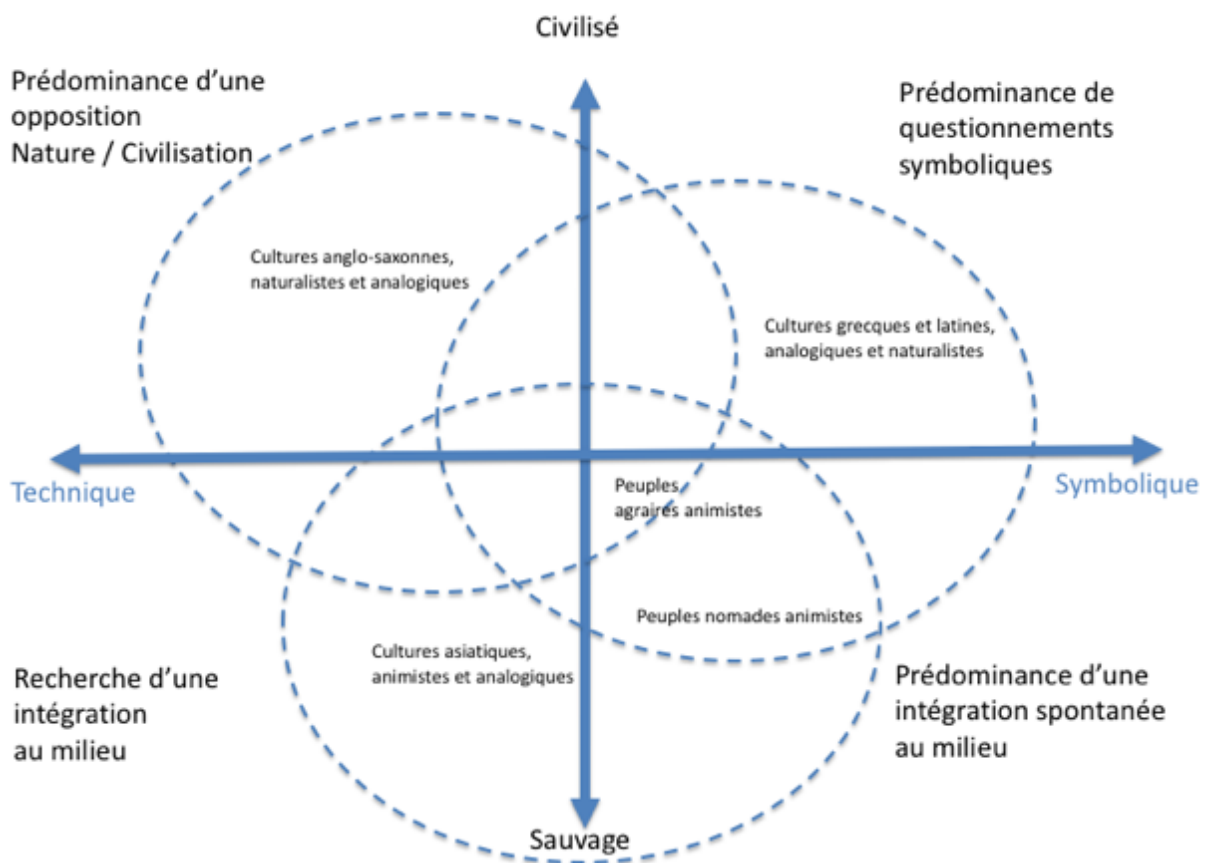 Civilisé
Prédominance d’une
opposition
Nature / Civilisation
Prédominance de
questionnements
symboliques
Cultures anglo-saxonnes,
naturalistes et analogiques
Cultures grecques et latines,
analogiques et naturalistes
Technique
Symbolique
Peuples
agraires animistes
Peuples nomades animistes
Cultures asiatiques,
animistes et analogiques
Recherche d’une
intégration
au milieu
Prédominance d’une
intégration spontanée
au milieu
Sauvage